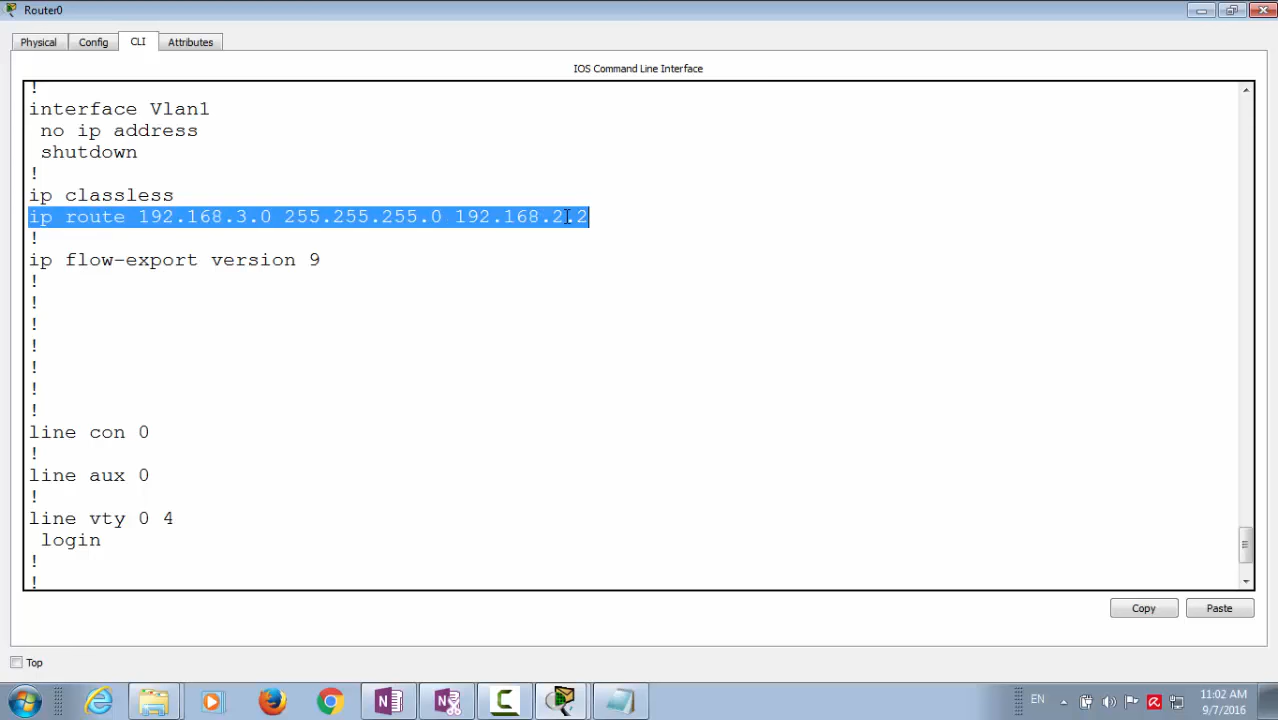 Router0
Physical Config CLI Attributes
IOS Command Line Interface
!
interface Vlan1
no ip address
shutdown
!
ip classless
ip route 192.168.3.0 255.255.255.0 192.168.2.2
!
ip flow-export version 9
!
!
!
!
!
!
!
line con 0
!
line aux 0
!
line vty 0 4
login
!
!
Copy Paste
Top
EN
11:02 AM
9/7/2016